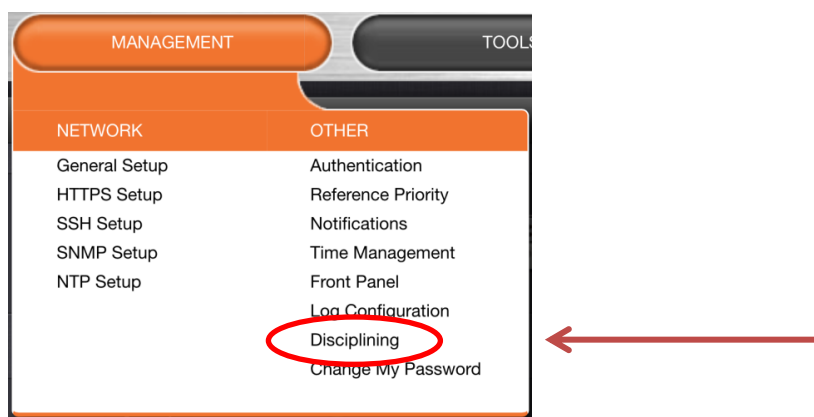 MANAGEMENT
TOOLS
NETWORK
General Setup
HTTPS Setup
SSH Setup
SNMP Setup
NTP Setup
OTHER
Authentication
Reference Priority
Notifications
Time Management
Front Panel
Log Configuration
Disciplining
Change My Password